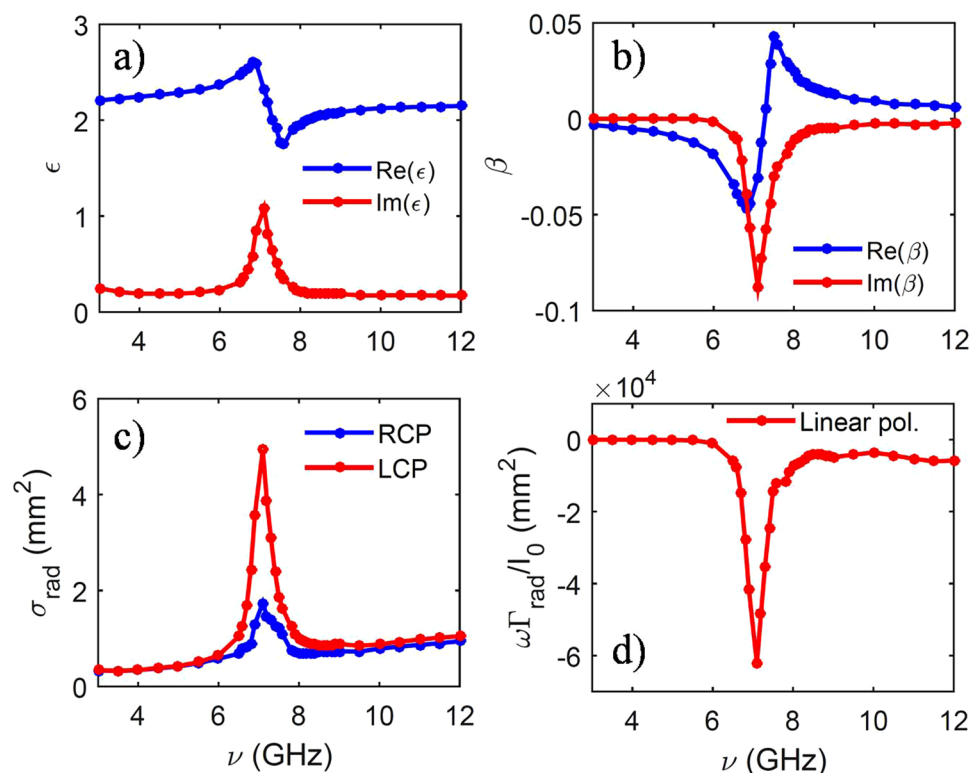 a)
3
2
1
0
ϵ
Re(ϵ)
Im(ϵ)
4 6 8 10 12
b)
0.05
0
-0.05
-0.1
β
Re(β)
Im(β)
4 6 8 10 12
c)
6
4
2
0
σrad (mm²)
RCP
LCP
4 6 8 10 12
ν (GHz)
×10⁴
0
-2
-4
-6
ωΓrad/I₀ (mm²)
Linear pol.
d)
4 6 8 10 12
ν (GHz)